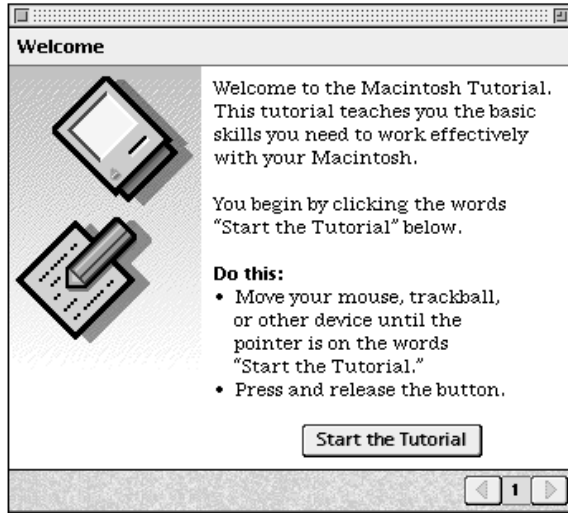 Welcome
Welcome to the Macintosh Tutorial.
This tutorial teaches you the basic
skills you need to work effectively
with your Macintosh.
You begin by clicking the words
“Start the Tutorial” below.
Do this:
• Move your mouse, trackball,
or other device until the
pointer is on the words
“Start the Tutorial.”
• Press and release the button.
Start the Tutorial
1